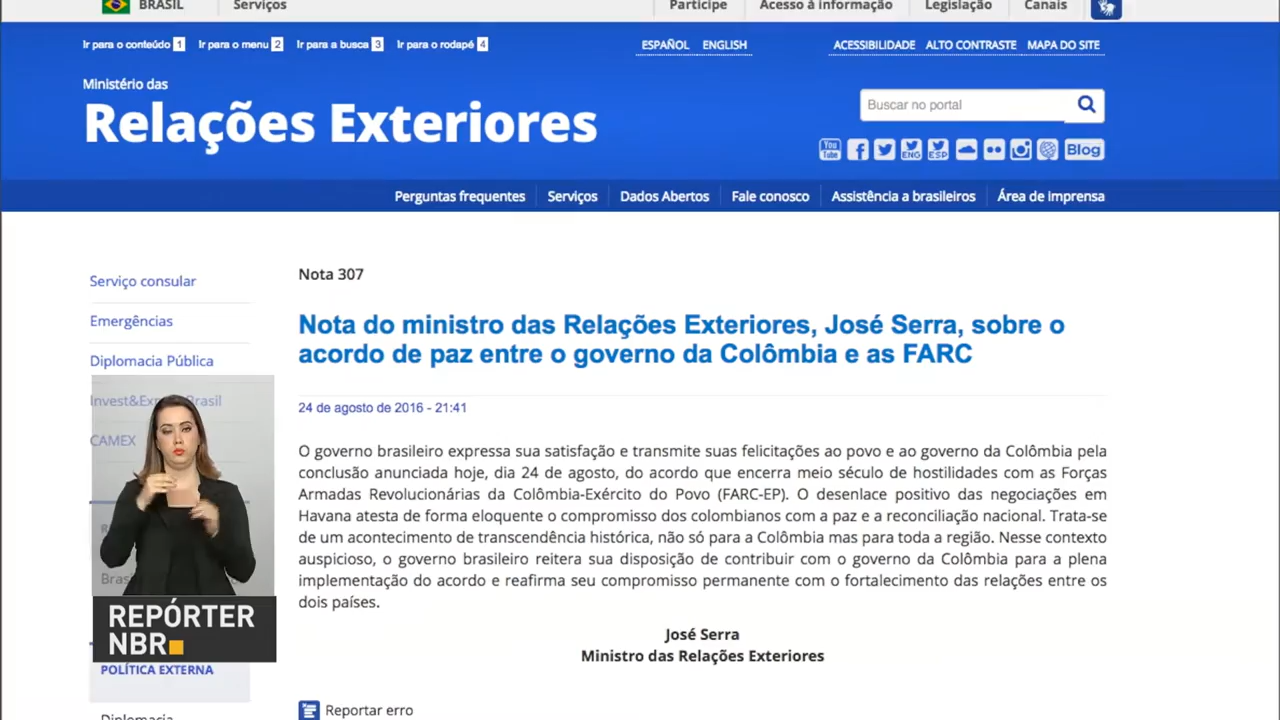 BRASIL Serviços Participe Acesso à informação Legislação Canais
Ir para o conteúdo 1 Ir para o menu 2 Ir para a busca 3 Ir para o rodapé 4 ESPAÑOL ENGLISH ACESSIBILIDADE ALTO CONTRASTE MAPA DO SITE
Ministério das
Relações Exteriores
Buscar no portal
You Tube ENG ESP Blog
Perguntas frequentes Serviços Dados Abertos Fale conosco Assistência a brasileiros Área de imprensa
Serviço consular
Emergências
Diplomacia Pública
CAMEX
Nota 307
Nota do ministro das Relações Exteriores, José Serra, sobre o
acordo de paz entre o governo da Colômbia e as FARC
24 de agosto de 2016 - 21:41
O governo brasileiro expressa sua satisfação e transmite suas felicitações ao povo e ao governo da Colômbia pela
conclusão anunciada hoje, dia 24 de agosto, do acordo que encerra meio século de hostilidades com as Forças
Armadas Revolucionárias da Colômbia-Exército do Povo (FARC-EP). O desenlace positivo das negociações em
Havana atesta de forma eloquente o compromisso dos colombianos com a paz e a reconciliação nacional. Trata-se
de um acontecimento de transcendência histórica, não só para a Colômbia mas para toda a região. Nesse contexto
auspicioso, o governo brasileiro reitera sua disposição de contribuir com o governo da Colômbia para a plena
implementação do acordo e reafirma seu compromisso permanente com o fortalecimento das relações entre os
dois países.
José Serra
Ministro das Relações Exteriores
Reportar erro
REPÓRTER
NBR
POLÍTICA EXTERNA
Diplomacia